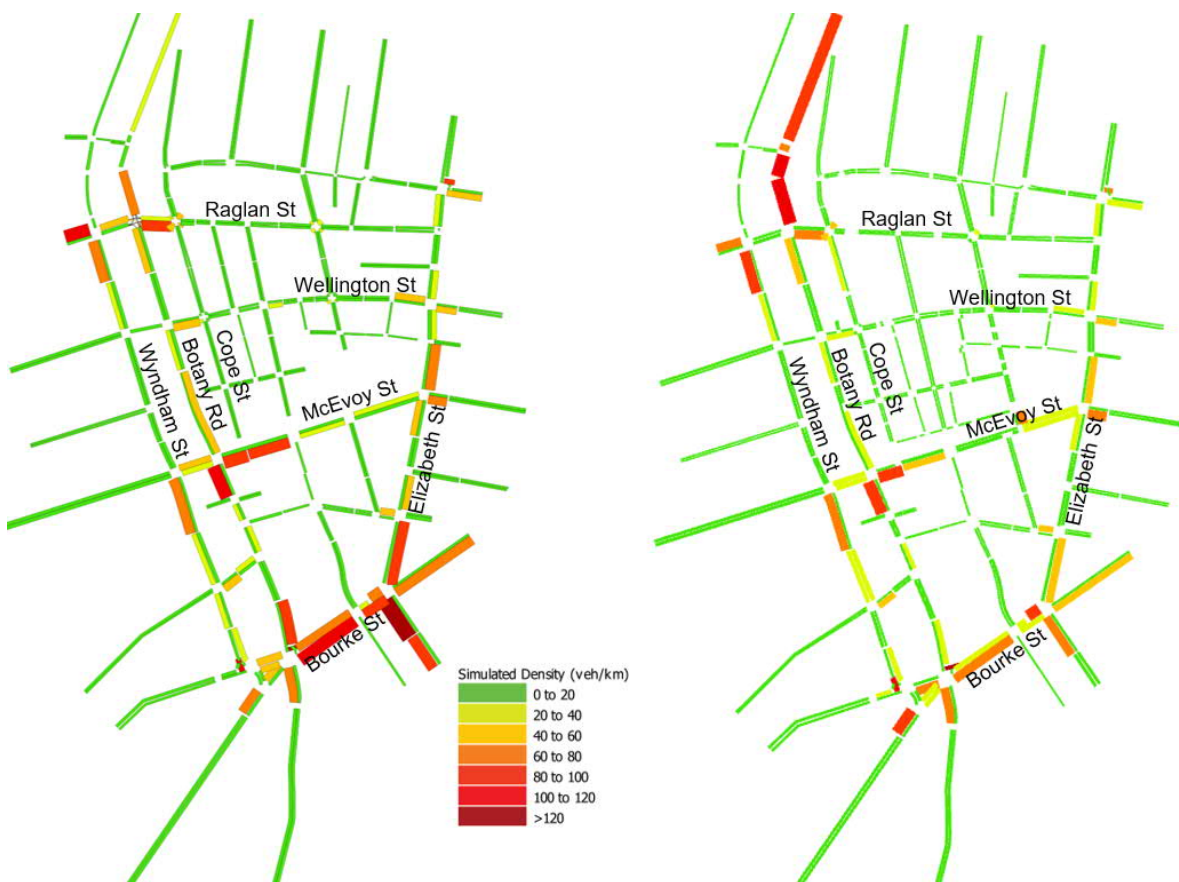 Raglan St
Wellington St
Cope St
Botany Rd
Wyndham St
McEvoy St
Elizabeth St
Bourke St
Simulated Density (veh/km)
0 to 20
20 to 40
40 to 60
60 to 80
80 to 100
100 to 120
>120
Raglan St
Wellington St
Cope St
Botany Rd
Wyndham St
McEvoy St
Elizabeth St
Bourke St